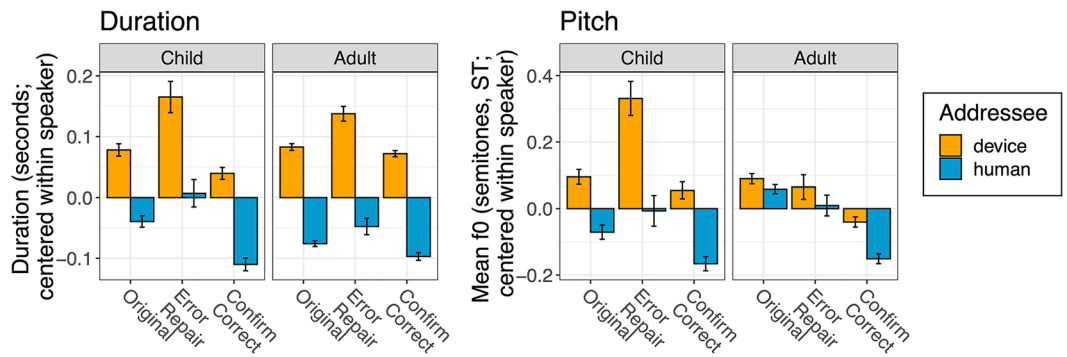 Duration
Child
Adult
Duration (seconds;
centered within speaker)
0.2
0.1
0.0
−0.1
Original
Error
Repair
Confirm
Correct
Original
Error
Repair
Confirm
Correct
Pitch
Child
Adult
Mean f0 (semitones, ST;
centered within speaker)
0.4
0.2
0.0
−0.2
Original
Error
Repair
Confirm
Correct
Original
Error
Repair
Confirm
Correct
Addressee
device
human